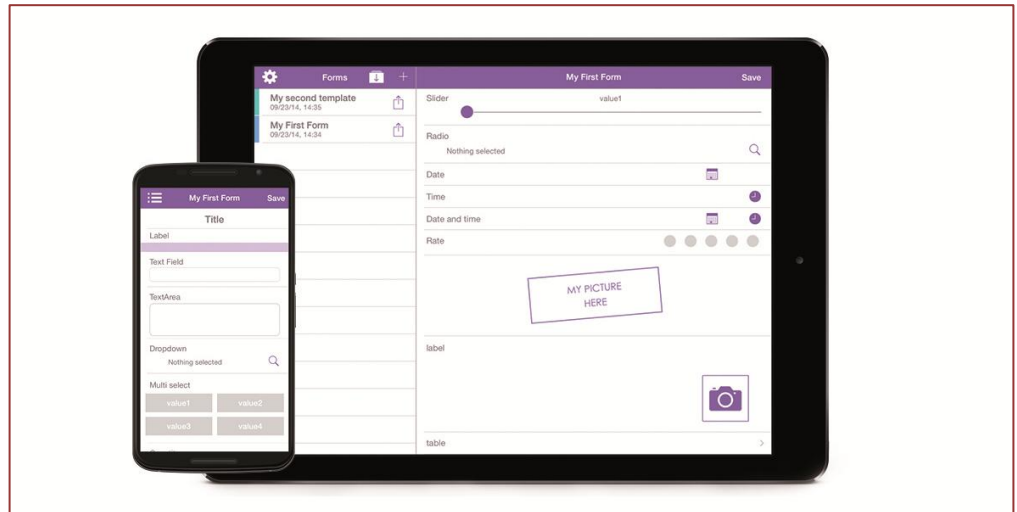 Forms
My second template
09/23/14, 14:35
My First Form
09/23/14, 14:34
My First Form
Save
Slider
value1
Radio
Nothing selected
Date
Time
Date and time
Rate
MY PICTURE
HERE
label
table
My First Form
Save
Title
Label
Text Field
TextArea
Dropdown
Nothing selected
Multi select
value1
value2
value3
value4